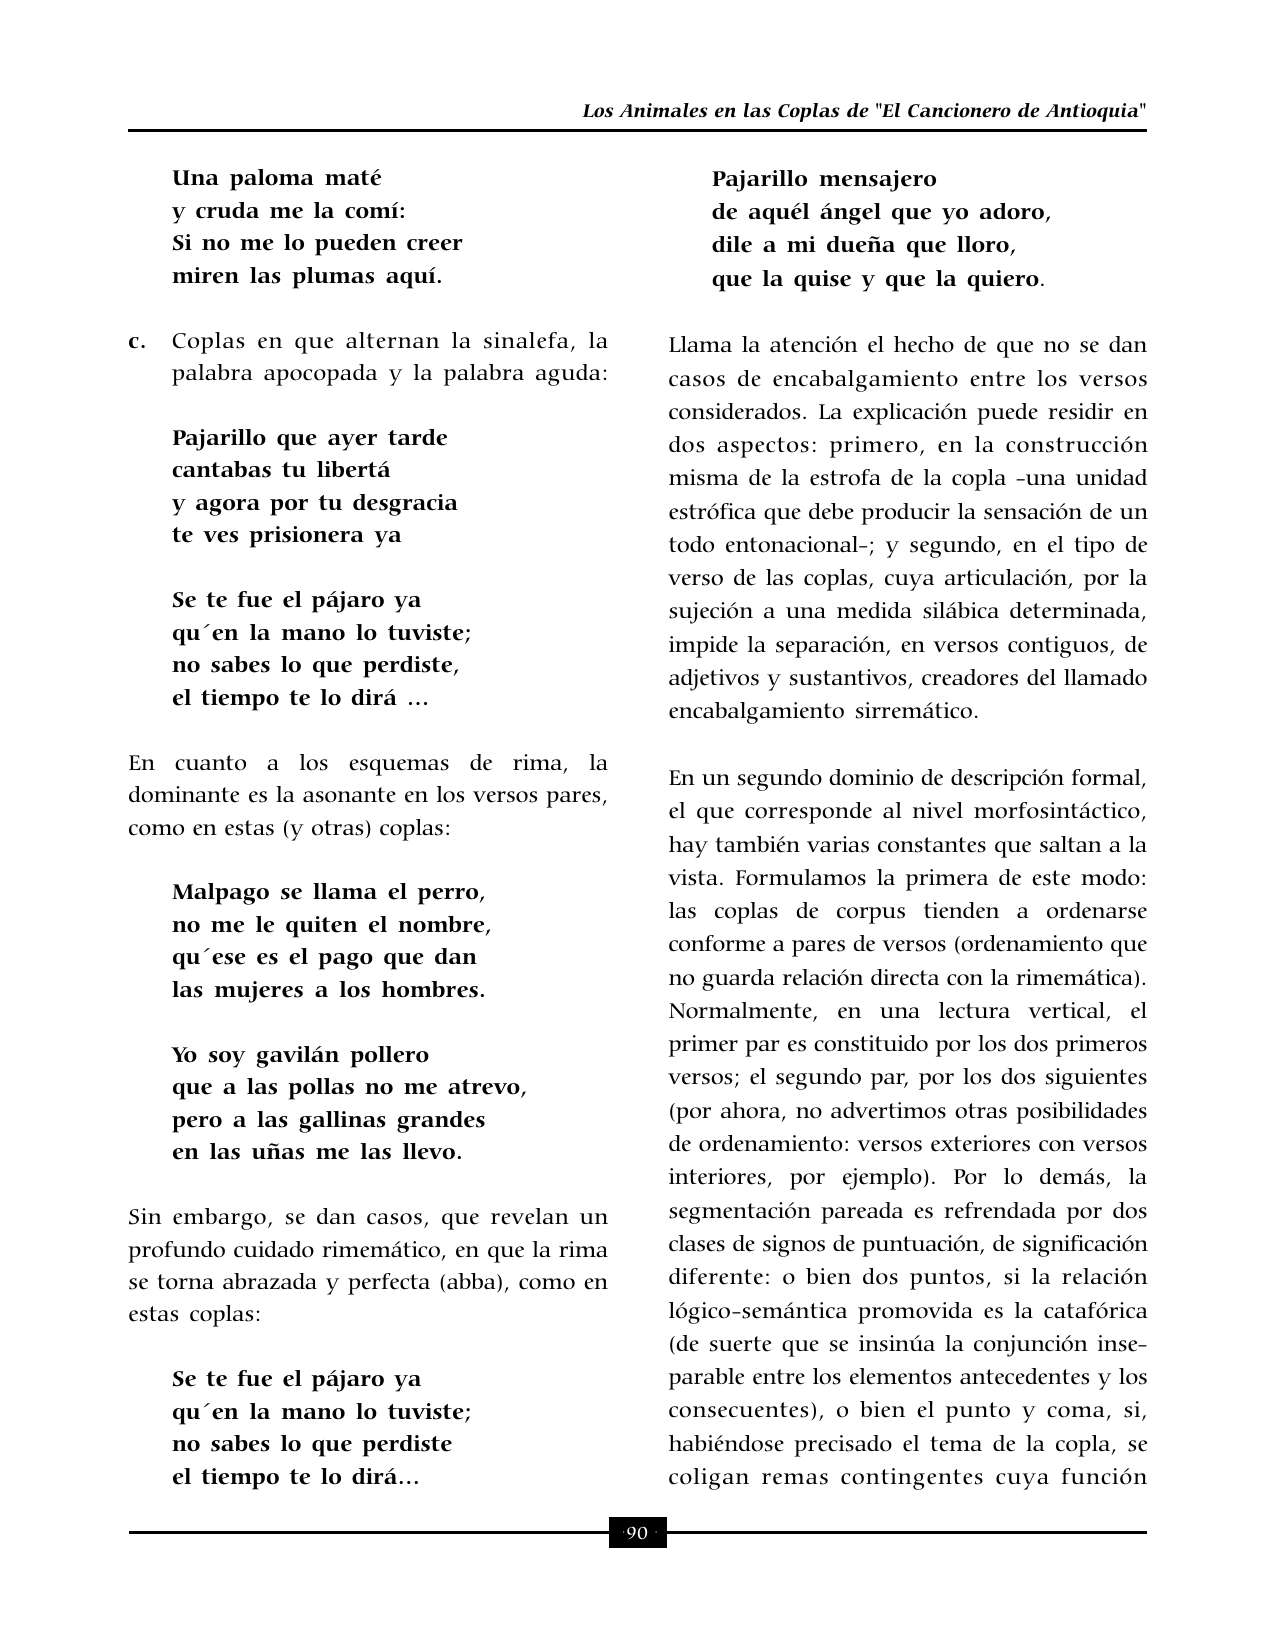 Los Animales en las Coplas de "El Cancionero de Antioquia"
Una paloma maté
y cruda me la comí:
Si no me lo pueden creer
miren las plumas aquí.
c. Coplas en que alternan la sinalefa, la
palabra apocopada y la palabra aguda:
Pajarillo que ayer tarde
cantabas tu libertá
y agora por tu desgracia
te ves prisionera ya
Se te fue el pájaro ya
qu´en la mano lo tuviste;
no sabes lo que perdiste,
el tiempo te lo dirá ...
En cuanto a los esquemas de rima, la
dominante es la asonante en los versos pares,
como en estas (y otras) coplas:
Malpago se llama el perro,
no me le quiten el nombre,
qu´ese es el pago que dan
las mujeres a los hombres.
Yo soy gavilán pollero
que a las pollas no me atrevo,
pero a las gallinas grandes
en las uñas me las llevo.
Sin embargo, se dan casos, que revelan un
profundo cuidado rimemático, en que la rima
se torna abrazada y perfecta (abba), como en
estas coplas:
Se te fue el pájaro ya
qu´en la mano lo tuviste;
no sabes lo que perdiste
el tiempo te lo dirá...
Pajarillo mensajero
de aquél ángel que yo adoro,
dile a mi dueña que lloro,
que la quise y que la quiero.
Llama la atención el hecho de que no se dan
casos de encabalgamiento entre los versos
considerados. La explicación puede residir en
dos aspectos: primero, en la construcción
misma de la estrofa de la copla -una unidad
estrófica que debe producir la sensación de un
todo entonacional-; y segundo, en el tipo de
verso de las coplas, cuya articulación, por la
sujeción a una medida silábica determinada,
impide la separación, en versos contiguos, de
adjetivos y sustantivos, creadores del llamado
encabalgamiento sirremático.
En un segundo dominio de descripción formal,
el que corresponde al nivel morfosintáctico,
hay también varias constantes que saltan a la
vista. Formulamos la primera de este modo:
las coplas de corpus tienden a ordenarse
conforme a pares de versos (ordenamiento que
no guarda relación directa con la rimemática).
Normalmente, en una lectura vertical, el
primer par es constituido por los dos primeros
versos; el segundo par, por los dos siguientes
(por ahora, no advertimos otras posibilidades
de ordenamiento: versos exteriores con versos
interiores, por ejemplo). Por lo demás, la
segmentación pareada es refrendada por dos
clases de signos de puntuación, de significación
diferente: o bien dos puntos, si la relación
lógico-semántica promovida es la catafórica
(de suerte que se insinúa la conjunción inse-
parable entre los elementos antecedentes y los
consecuentes), o bien el punto y coma, si,
habiéndose precisado el tema de la copla, se
coligan remas contingentes cuya función
90